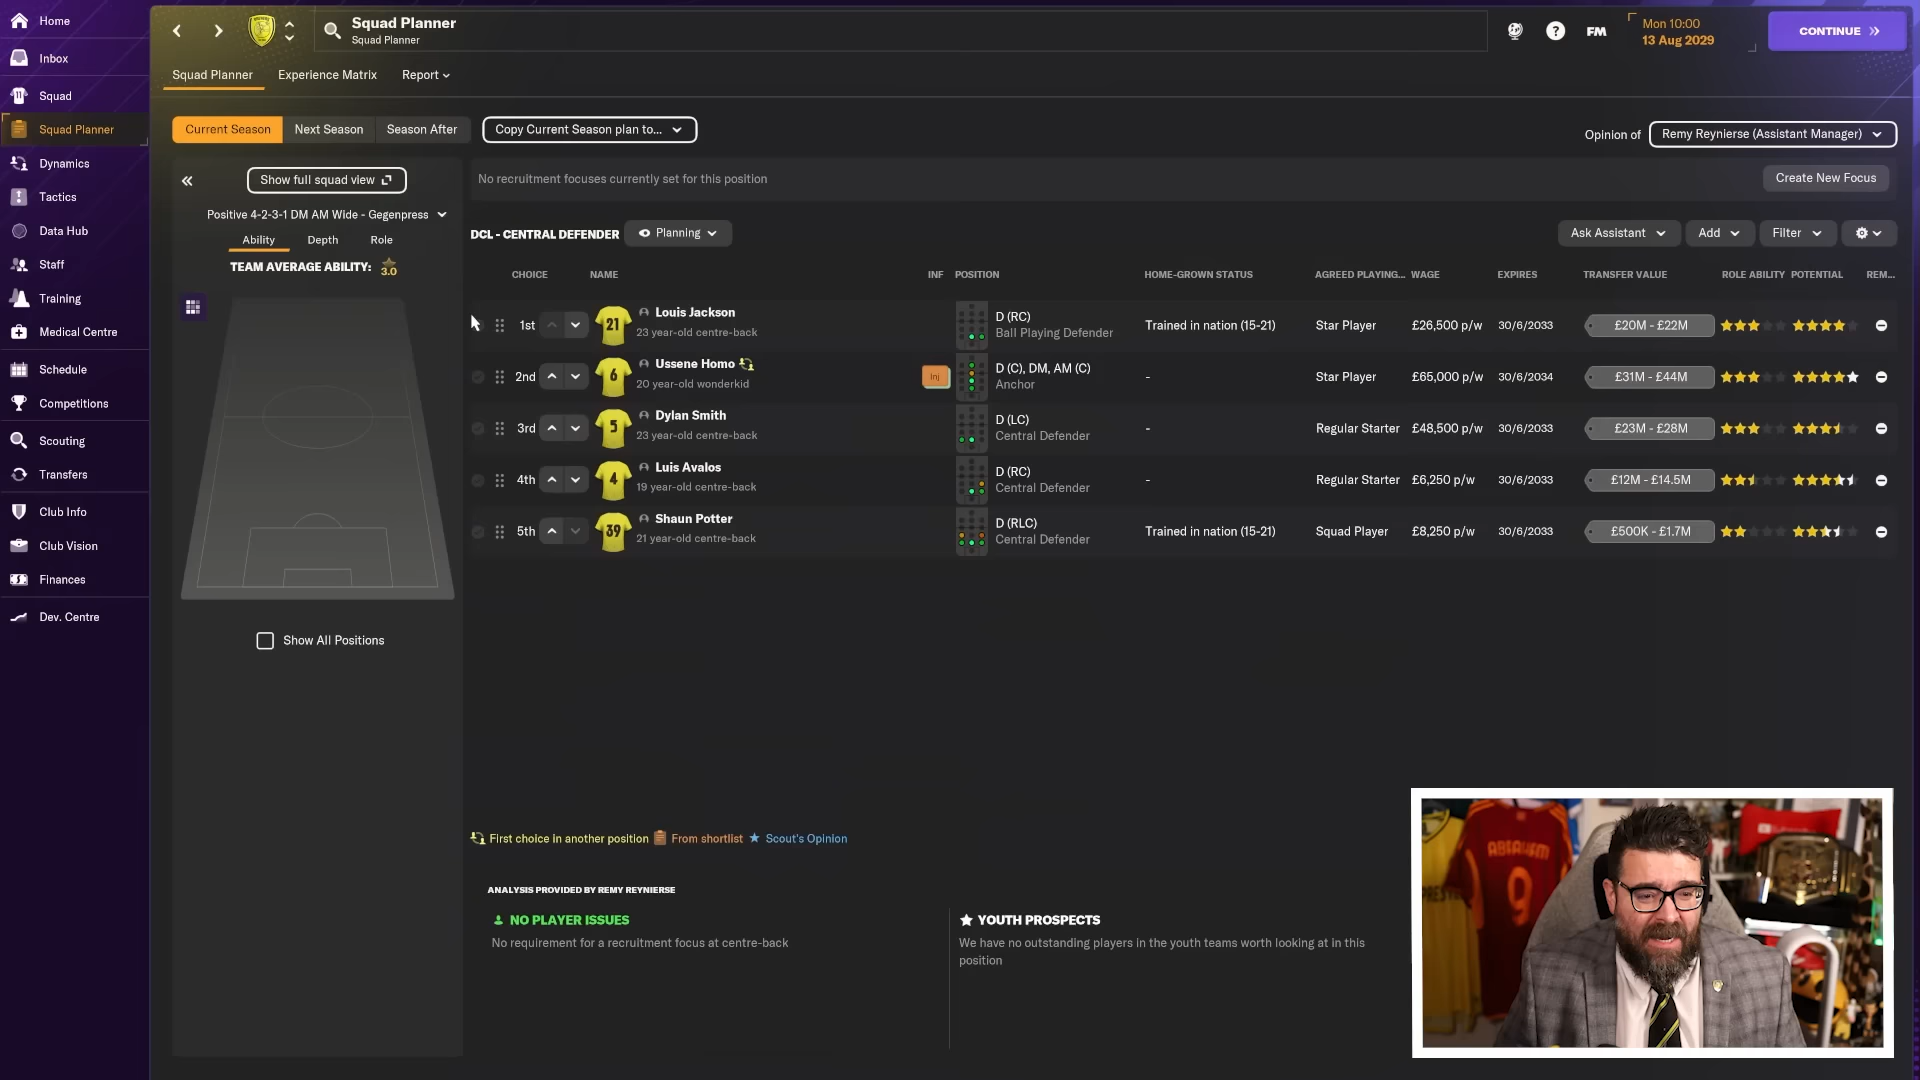 Home
Inbox
Squad
Squad Planner
Dynamics
Tactics
Data Hub
Staff
Training
Medical Centre
Schedule
Competitions
Scouting
Transfers
Club Info
Club Vision
Finances
Dev. Centre
Squad Planner
Squad Planner
FM
Mon 10:00
13 Aug 2029
CONTINUE
Squad Planner Experience Matrix Report
Current Season Next Season Season After Copy Current Season plan to...
Opinion of Remy Reynierse (Assistant Manager)
Show full squad view
Positive 4-2-3-1 DM AM Wide - Gegenpress
Ability Depth Role
TEAM AVERAGE ABILITY: 3.0
Show All Positions
No recruitment focuses currently set for this position
Create New Focus
DCL - CENTRAL DEFENDER Planning Ask Assistant Add Filter
CHOICE NAME INF POSITION HOME-GROWN STATUS AGREED PLAYING... WAGE EXPIRES TRANSFER VALUE ROLE ABILITY POTENTIAL REM...
1st 21 Louis Jackson D (RC) Trained in nation (15-21) Star Player £26,500 p/w 30/6/2033 £20M - £22M
23 year-old centre-back Ball Playing Defender
2nd 6 Ussene Homo Inj D (C), DM, AM (C) - Star Player £65,000 p/w 30/6/2034 £31M - £44M
20 year-old wonderkid Anchor
3rd 5 Dylan Smith D (LC) - Regular Starter £48,500 p/w 30/6/2033 £23M - £28M
23 year-old centre-back Central Defender
4th 4 Luis Avalos D (RC) - Regular Starter £6,250 p/w 30/6/2033 £12M - £14.5M
19 year-old centre-back Central Defender
5th 39 Shaun Potter D (RLC) Trained in nation (15-21) Squad Player £8,250 p/w 30/6/2033 £500K - £1.7M
21 year-old centre-back Central Defender
First choice in another position From shortlist Scout's Opinion
ANALYSIS PROVIDED BY REMY REYNIERSE
NO PLAYER ISSUES
No requirement for a recruitment focus at centre-back
YOUTH PROSPECTS
We have no outstanding players in the youth teams worth looking at in this
position
ABRAHAM
9